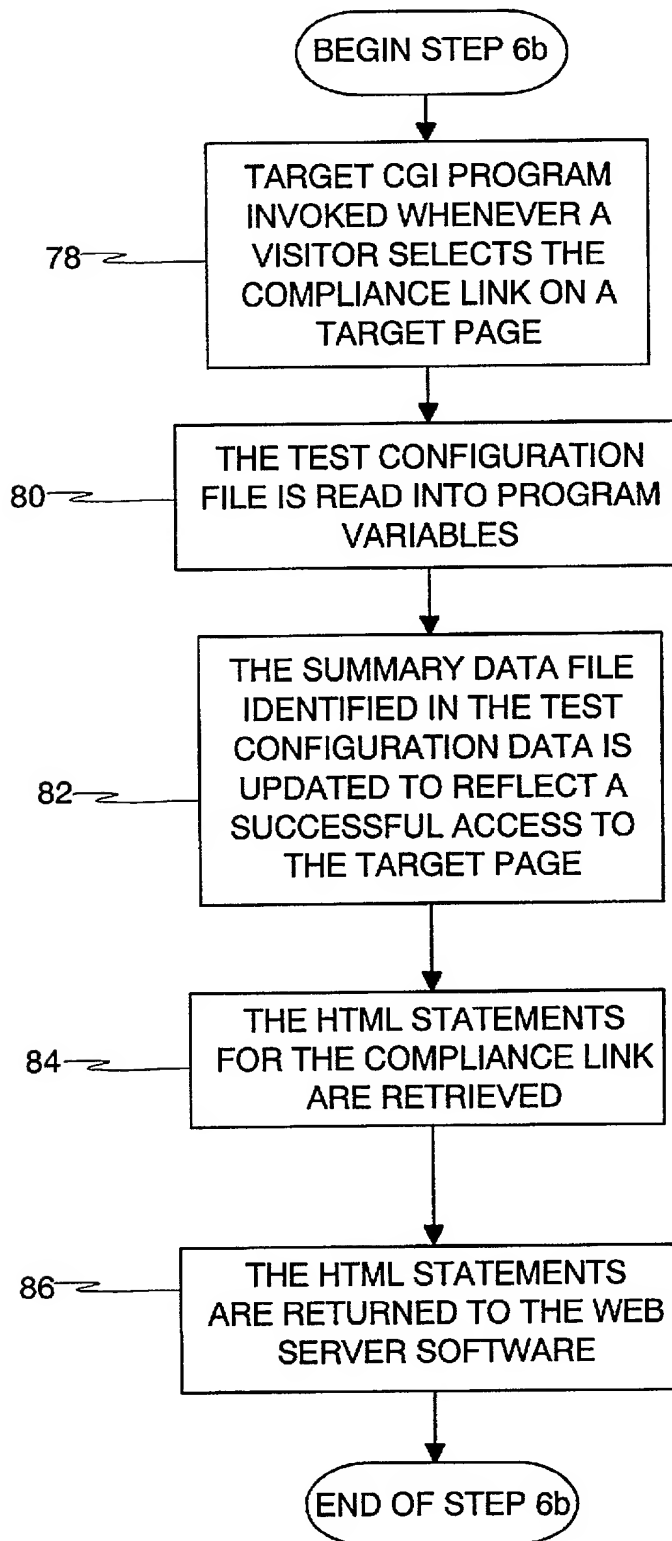 BEGIN STEP 6b
78
TARGET CGI PROGRAM
INVOKED WHENEVER A
VISITOR SELECTS THE
COMPLIANCE LINK ON A
TARGET PAGE
80
THE TEST CONFIGURATION
FILE IS READ INTO PROGRAM
VARIABLES
82
THE SUMMARY DATA FILE
IDENTIFIED IN THE TEST
CONFIGURATION DATA IS
UPDATED TO REFLECT A
SUCCESSFUL ACCESS TO
THE TARGET PAGE
84
THE HTML STATEMENTS
FOR THE COMPLIANCE LINK
ARE RETRIEVED
86
THE HTML STATEMENTS
ARE RETURNED TO THE WEB
SERVER SOFTWARE
END OF STEP 6b